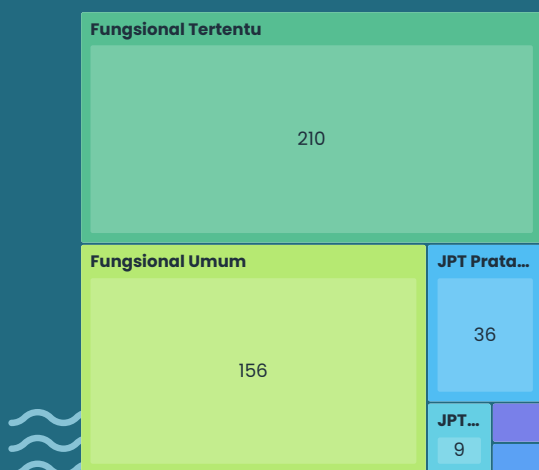 Fungsional Tertentu
210
Fungsional Umum
156
JPT Prata...
36
JPT...
9